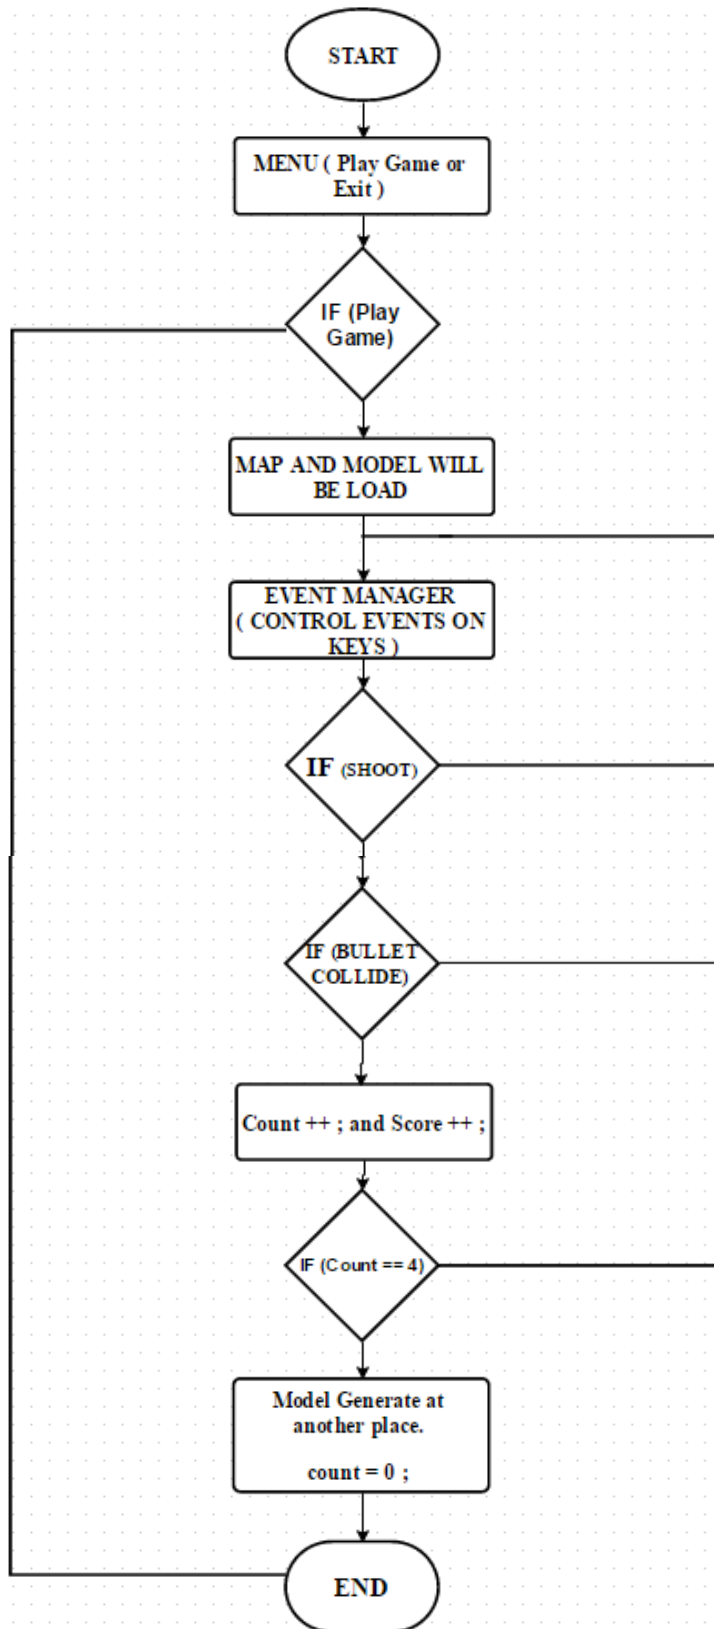 START
MENU ( Play Game or
Exit )
IF (Play
Game)
MAP AND MODEL WILL
BE LOAD
EVENT MANAGER
( CONTROL EVENTS ON
KEYS )
IF (SHOOT)
IF (BULLET
COLLIDE)
Count ++ ; and Score ++ ;
IF (Count == 4)
Model Generate at
another place.
count = 0 ;
END